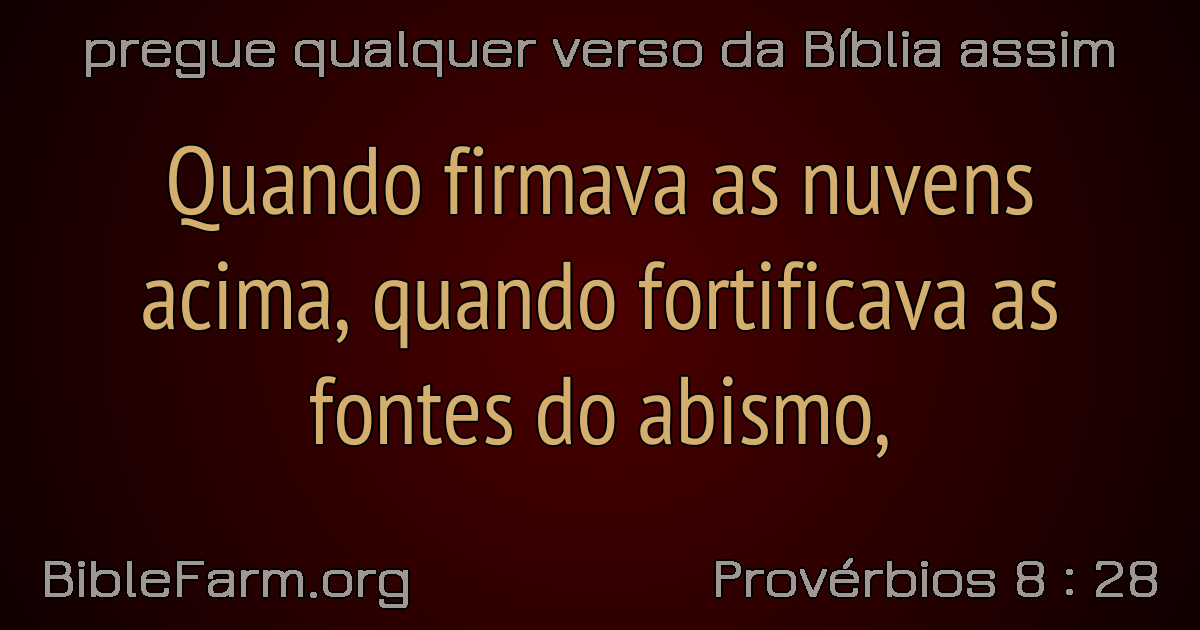 pregue qualquer verso da Bíblia assim
Quando firmava as nuvens
acima, quando fortificava as
fontes do abismo,
BibleFarm.org
Provérbios 8 : 28